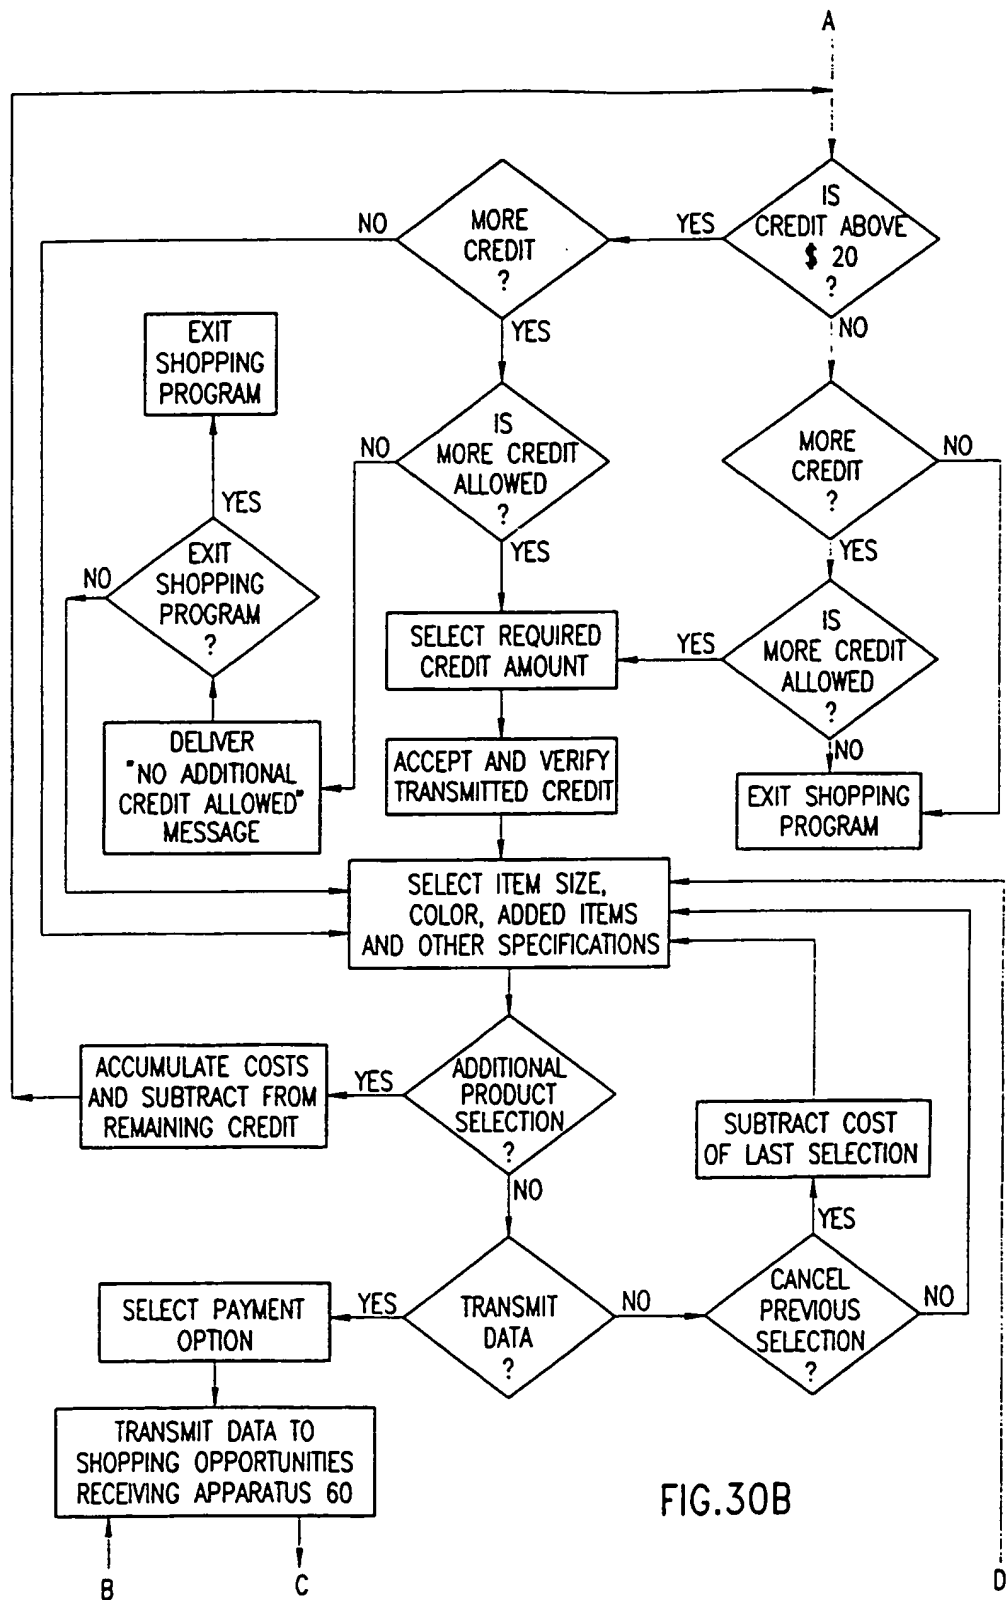 A
IS
CREDIT ABOVE
$ 20
?
YES
NO
MORE
CREDIT
?
NO
YES
EXIT
SHOPPING
PROGRAM
IS
MORE CREDIT
ALLOWED
?
NO
YES
MORE
CREDIT
?
NO
YES
YES
EXIT
SHOPPING
PROGRAM
?
NO
SELECT REQUIRED
CREDIT AMOUNT
YES
IS
MORE CREDIT
ALLOWED
?
NO
DELIVER
"NO ADDITIONAL
CREDIT ALLOWED"
MESSAGE
ACCEPT AND VERIFY
TRANSMITTED CREDIT
EXIT SHOPPING
PROGRAM
SELECT ITEM SIZE,
COLOR, ADDED ITEMS
AND OTHER SPECIFICATIONS
ACCUMULATE COSTS
AND SUBTRACT FROM
REMAINING CREDIT
YES
ADDITIONAL
PRODUCT
SELECTION
?
NO
SUBTRACT COST
OF LAST SELECTION
YES
SELECT PAYMENT
OPTION
YES
TRANSMIT
DATA
?
NO
CANCEL
PREVIOUS
SELECTION
?
NO
TRANSMIT DATA TO
SHOPPING OPPORTUNITIES
RECEIVING APPARATUS 60
FIG.30B
B
C
D